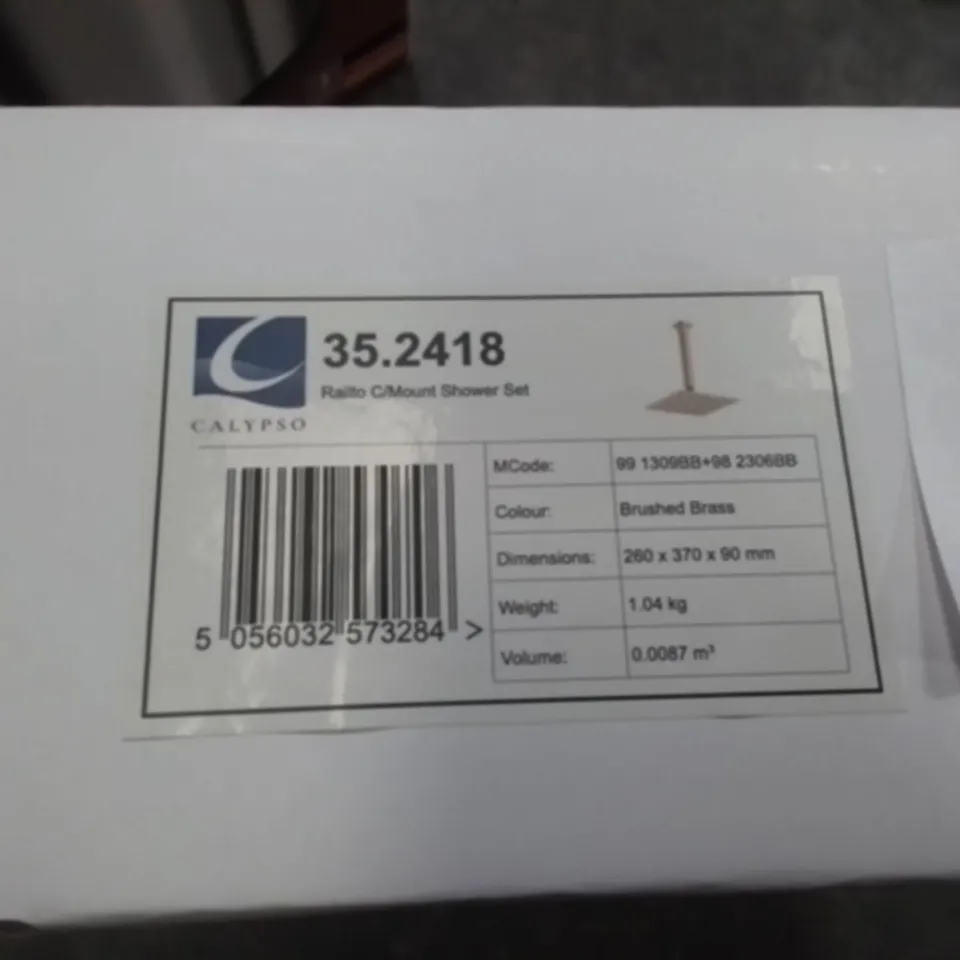 CALYPSO
35.2418
Railto C/Mount Shower Set
MCode: 99 1309BB+98 2306BB
Colour: Brushed Brass
Dimensions: 260 x 370 x 90 mm
Weight: 1.04 kg
Volume: 0.0087 m³
5 056032 573284 >